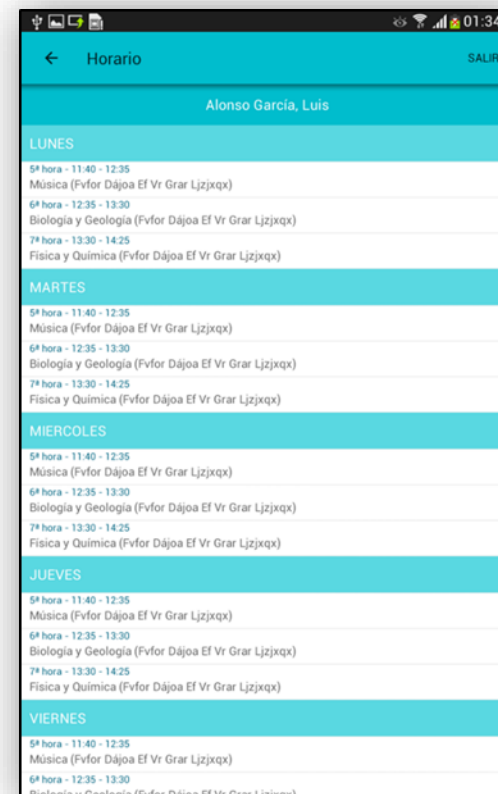 01:34
Horario
SALIR
Alonso García, Luis
LUNES
5ª hora - 11:40 - 12:35
Música (Fvfor Dájoa Ef Vr Grar Ljzjxqx)
6ª hora - 12:35 - 13:30
Biología y Geología (Fvfor Dájoa Ef Vr Grar Ljzjxqx)
7ª hora - 13:30 - 14:25
Física y Química (Fvfor Dájoa Ef Vr Grar Ljzjxqx)
MARTES
5ª hora - 11:40 - 12:35
Música (Fvfor Dájoa Ef Vr Grar Ljzjxqx)
6ª hora - 12:35 - 13:30
Biología y Geología (Fvfor Dájoa Ef Vr Grar Ljzjxqx)
7ª hora - 13:30 - 14:25
Física y Química (Fvfor Dájoa Ef Vr Grar Ljzjxqx)
MIERCOLES
5ª hora - 11:40 - 12:35
Música (Fvfor Dájoa Ef Vr Grar Ljzjxqx)
6ª hora - 12:35 - 13:30
Biología y Geología (Fvfor Dájoa Ef Vr Grar Ljzjxqx)
7ª hora - 13:30 - 14:25
Física y Química (Fvfor Dájoa Ef Vr Grar Ljzjxqx)
JUEVES
5ª hora - 11:40 - 12:35
Música (Fvfor Dájoa Ef Vr Grar Ljzjxqx)
6ª hora - 12:35 - 13:30
Biología y Geología (Fvfor Dájoa Ef Vr Grar Ljzjxqx)
7ª hora - 13:30 - 14:25
Física y Química (Fvfor Dájoa Ef Vr Grar Ljzjxqx)
VIERNES
5ª hora - 11:40 - 12:35
Música (Fvfor Dájoa Ef Vr Grar Ljzjxqx)
6ª hora - 12:35 - 13:30
Biología y Geología (Fvfor Dájoa Ef Vr Grar Ljzjxqx)